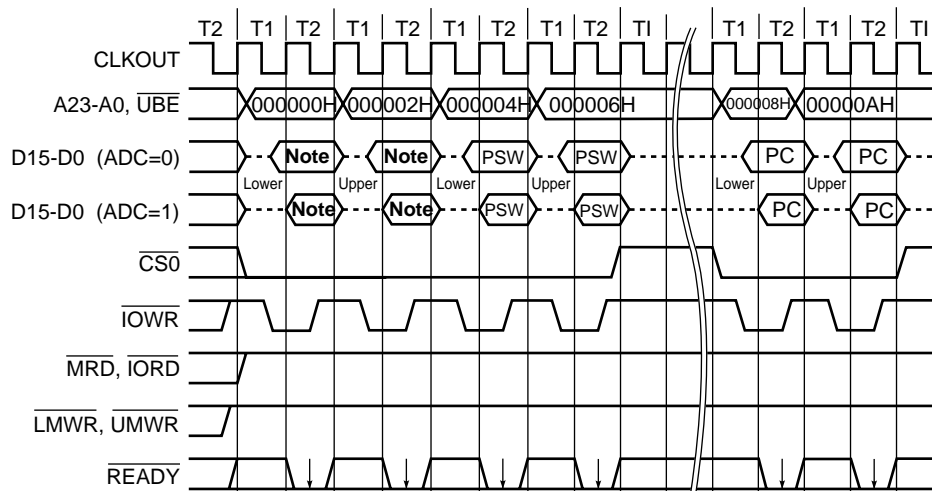 T2 T1 T2 T1 T2 T1 T2 T1 T2 TI T1 T2 T1 T2 TI
CLKOUT
A23-A0, UBE 000000H 000002H 000004H 000006H 000008H 00000AH
D15-D0 (ADC=0) Note Note PSW PSW PC PC
Lower Upper Lower Upper Lower Upper
D15-D0 (ADC=1) Note Note PSW PSW PC PC
CS0
IOWR
MRD, IORD
LMWR, UMWR
READY